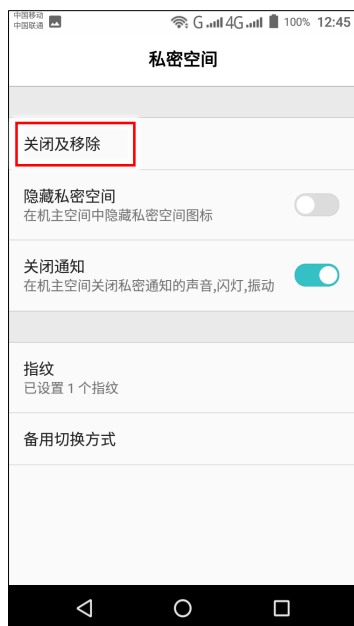 中国移动
中国联通
G 4G 100% 12:45
私密空间
关闭及移除
隐藏私密空间
在机主空间中隐藏私密空间图标
关闭通知
在机主空间关闭私密通知的声音,闪灯,振动
指纹
已设置 1 个指纹
备用切换方式